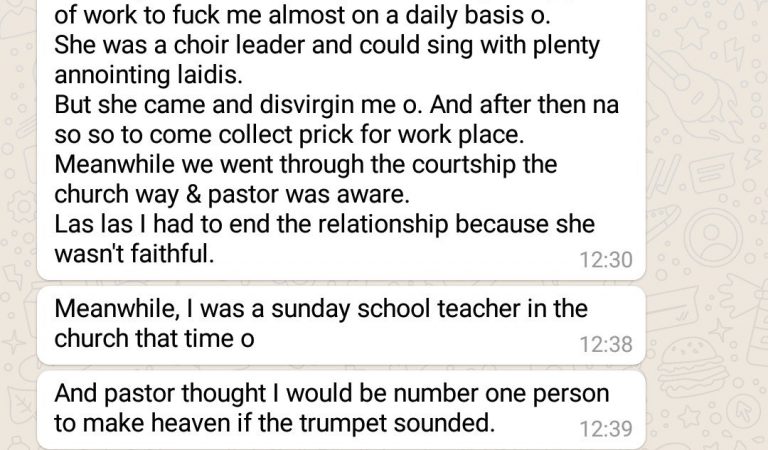 of work to fuck me almost on a daily basis o.
She was a choir leader and could sing with plenty
annointing laidis.
But she came and disvirgin me o. And after then na
so so to come collect prick for work place.
Meanwhile we went through the courtship the
church way & pastor was aware.
Las las I had to end the relationship because she
wasn't faithful.
12:30
Meanwhile, I was a sunday school teacher in the
church that time o
12:38
And pastor thought I would be number one person
to make heaven if the trumpet sounded.
12:39